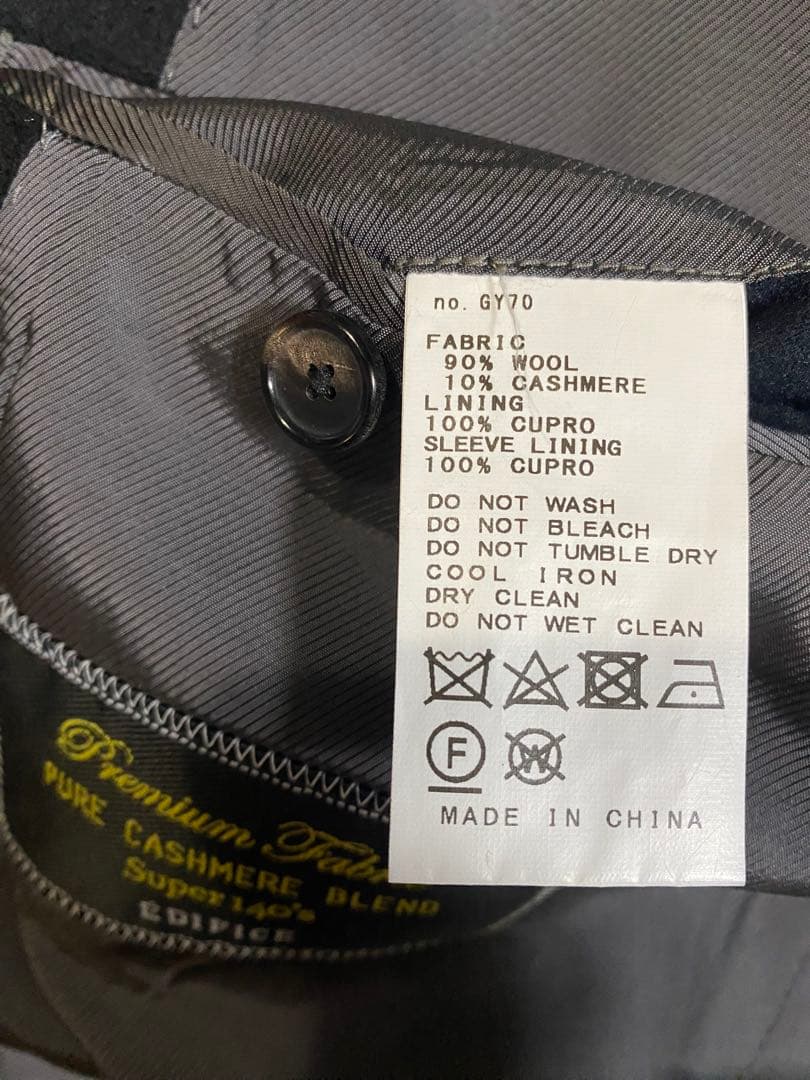 no. GY70
FABRIC
90% WOOL
10% CASHMERE
LINING
100% CUPRO
SLEEVE LINING
100% CUPRO
DO NOT WASH
DO NOT BLEACH
DO NOT TUMBLE DRY
COOL IRON
DRY CLEAN
DO NOT WET CLEAN
F
W
MADE IN CHINA
Premium
PURE CASHMERE BLEND
Super 140's
ÉDIFICE